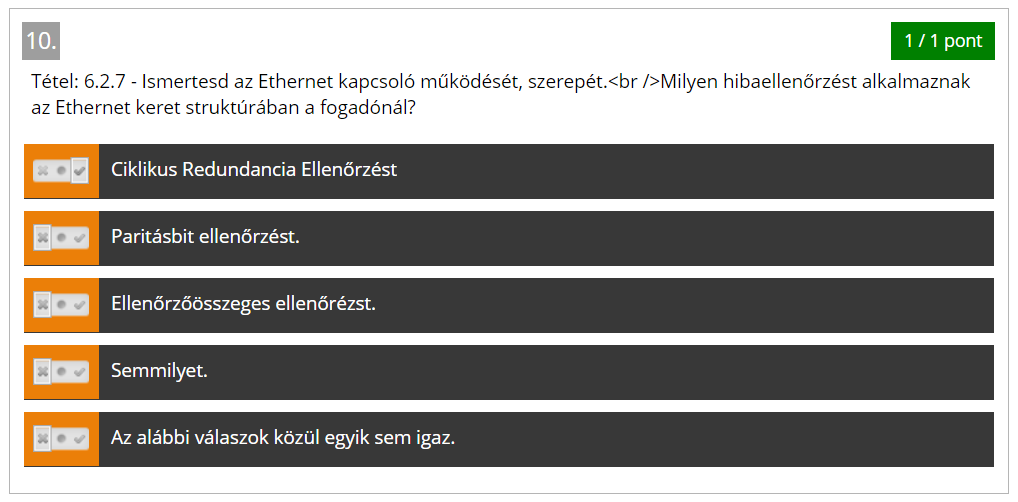 10.
1 / 1 pont
Tétel: 6.2.7 - Ismertesd az Ethernet kapcsoló működését, szerepét.<br />Milyen hibaellenőrzést alkalmaznak
az Ethernet keret struktúrában a fogadónál?
Ciklikus Redundancia Ellenőrzést
Paritásbit ellenőrzést.
Ellenőrzőösszeges ellenőrézst.
Semmilyet.
Az alábbi válaszok közül egyik sem igaz.